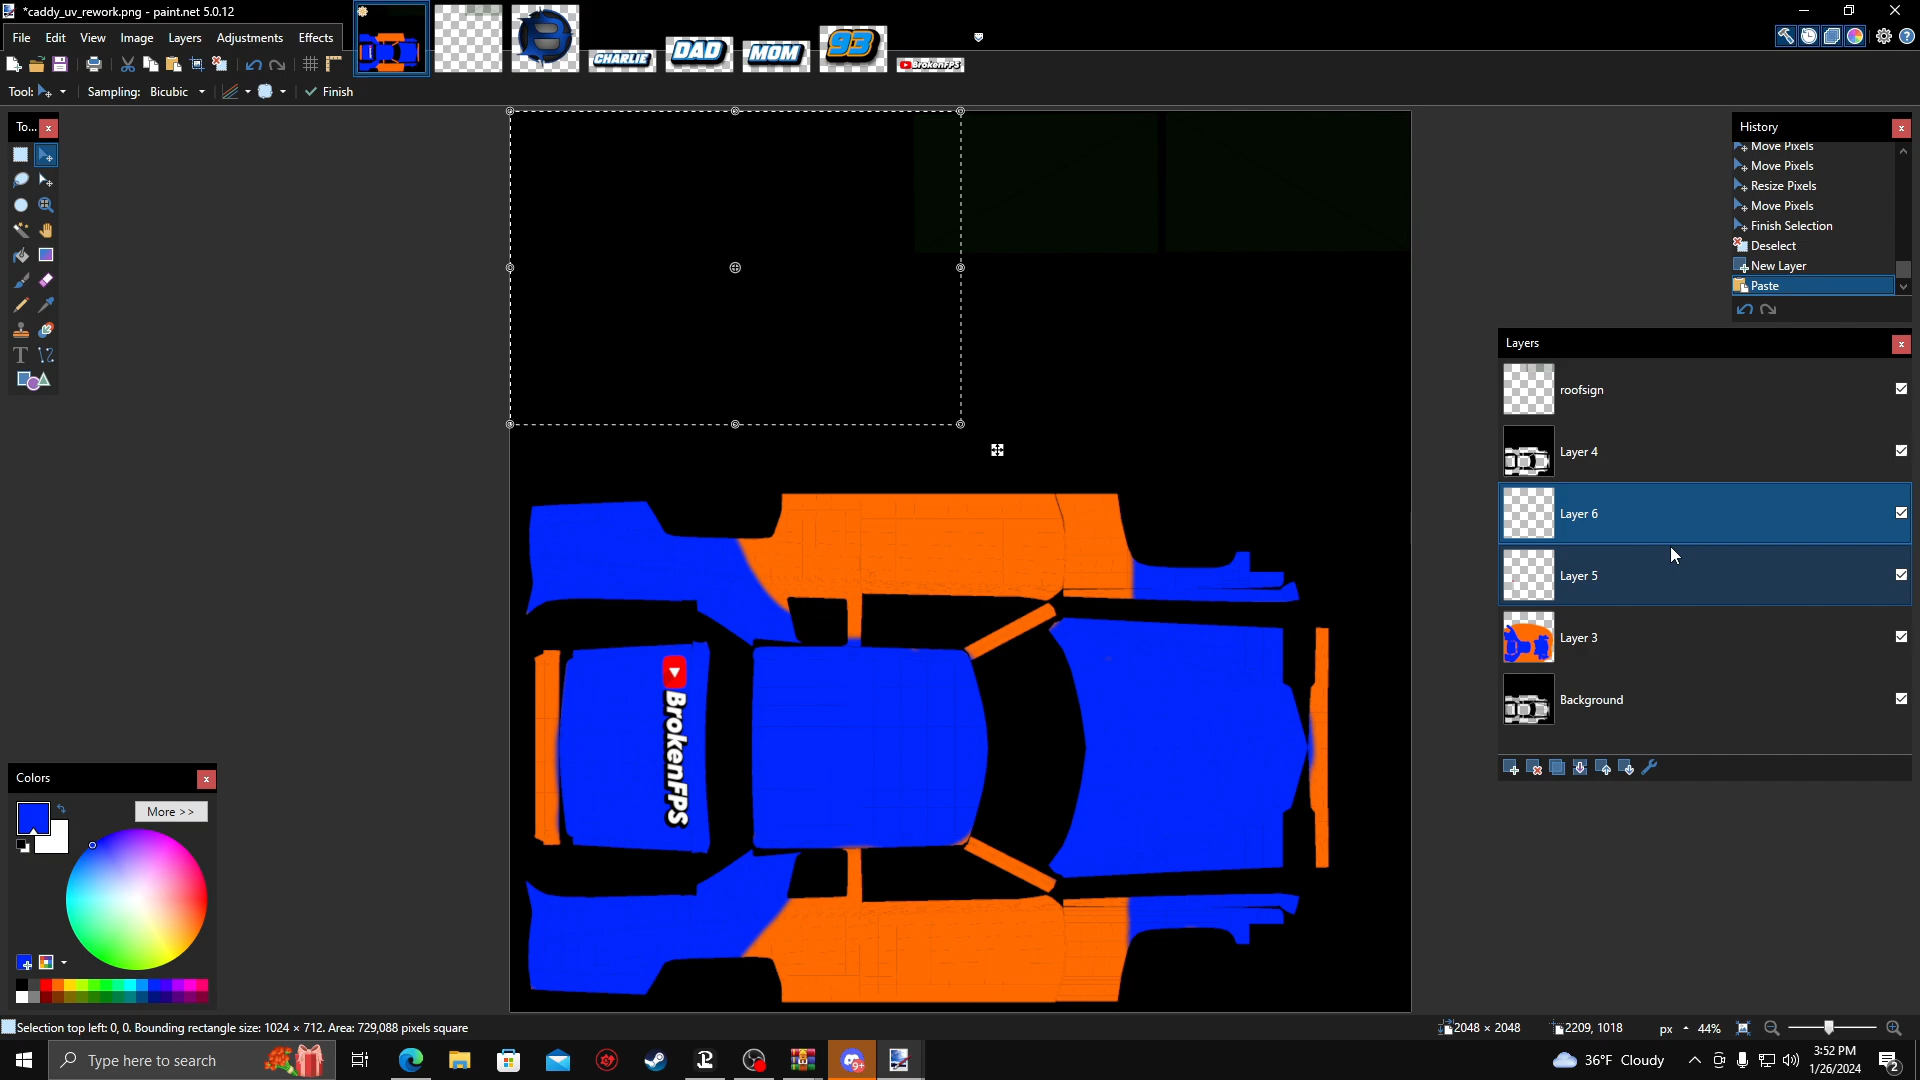 *caddy_uv_rework.png - paint.net 5.0.12
File Edit View Image Layers Adjustments Effects
CHARLIE
DAD
MOM
93
BrokenFPS
Tool: Sampling: Bicubic Finish
To...
History
Move Pixels
Move Pixels
Resize Pixels
Move Pixels
Finish Selection
Deselect
New Layer
Paste
Layers
roofsign
Layer 4
Layer 6
Layer 5
Layer 3
Background
BrokenFPS
Colors
More >>
Selection top left: 0, 0. Bounding rectangle size: 1024 × 712. Area: 729,088 pixels square
2048 × 2048
2209, 1018
px
44%
Type here to search
9+
36°F Cloudy
3:52 PM
1/26/2024
2